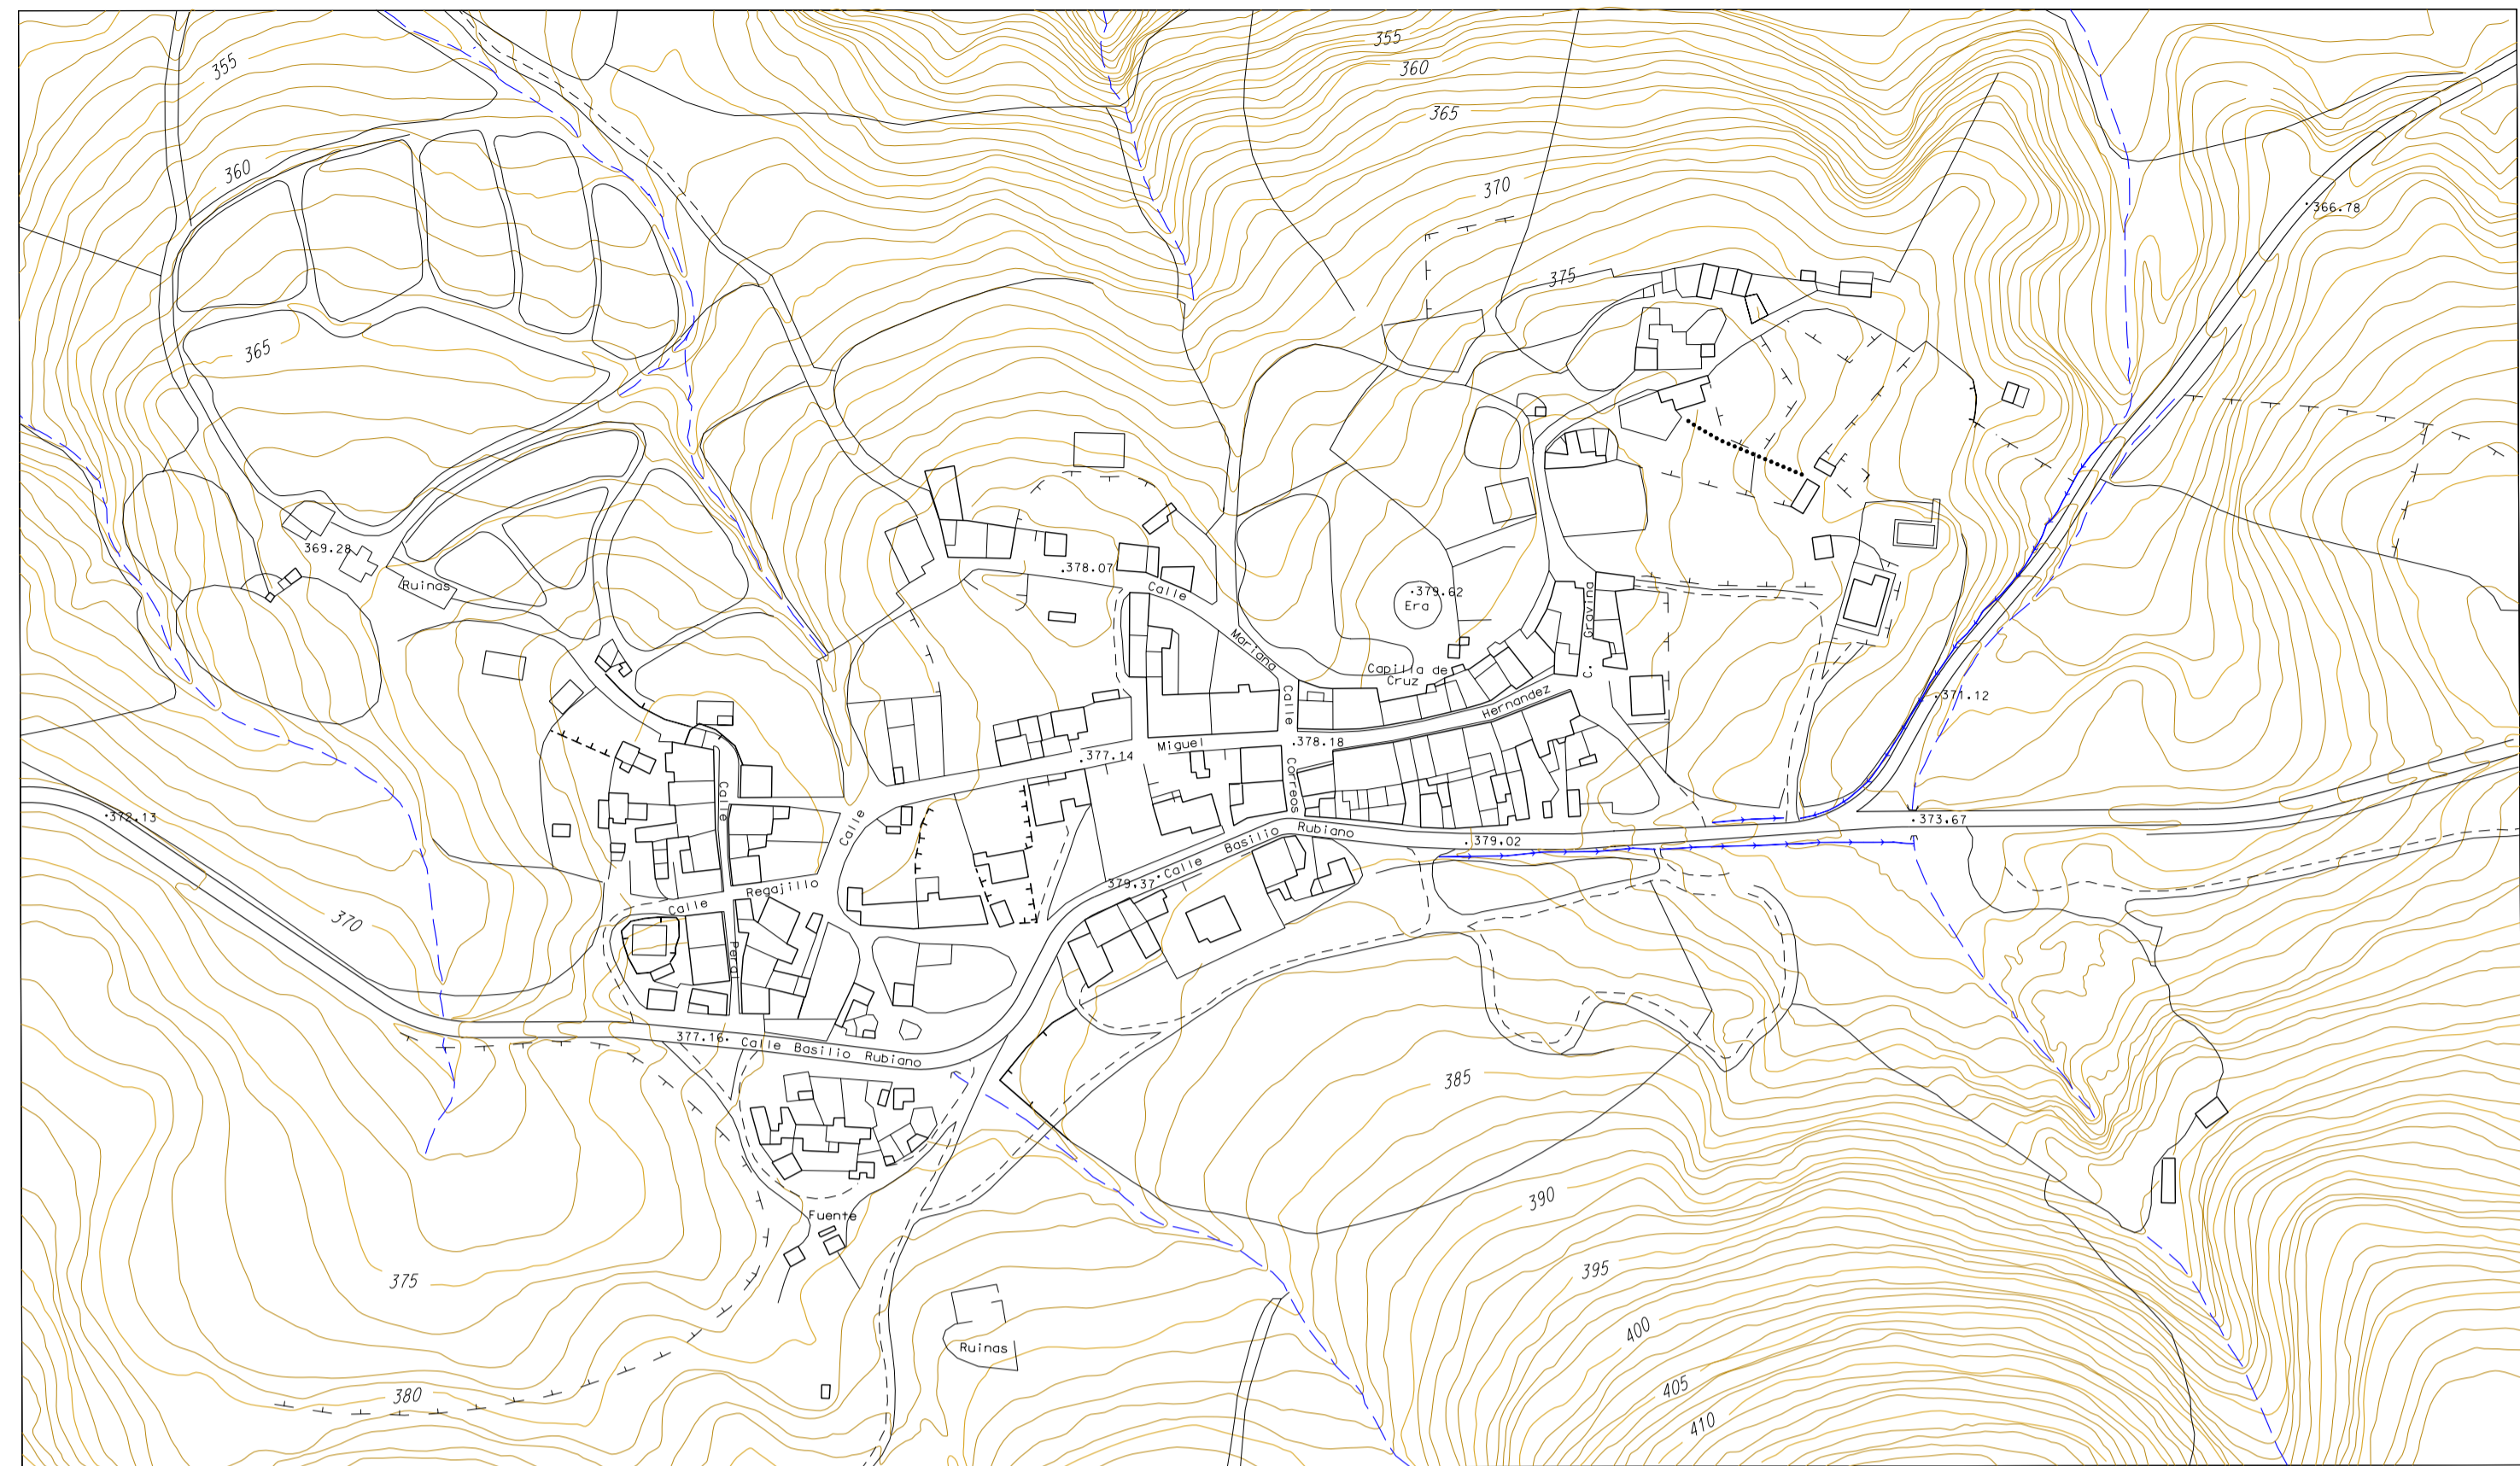 355
355
360
365
360
370
366.78
375
365
369.28
Ruinas
.378.07
Calle
Mariana
.379.62
Era
Gravina
C.
Capilla de
Cruz
Calle
Hernandez
.371.12
Miguel
.378.18
.377.14
Correos
Calle
Calle
.372.13
.373.67
Calle Basilio Rubiano
.379.02
379.37.
Regajillo
Calle
370
Peral
377.16. Calle Basilio Rubiano
385
390
Fuente
395
375
400
Ruinas
405
380
410